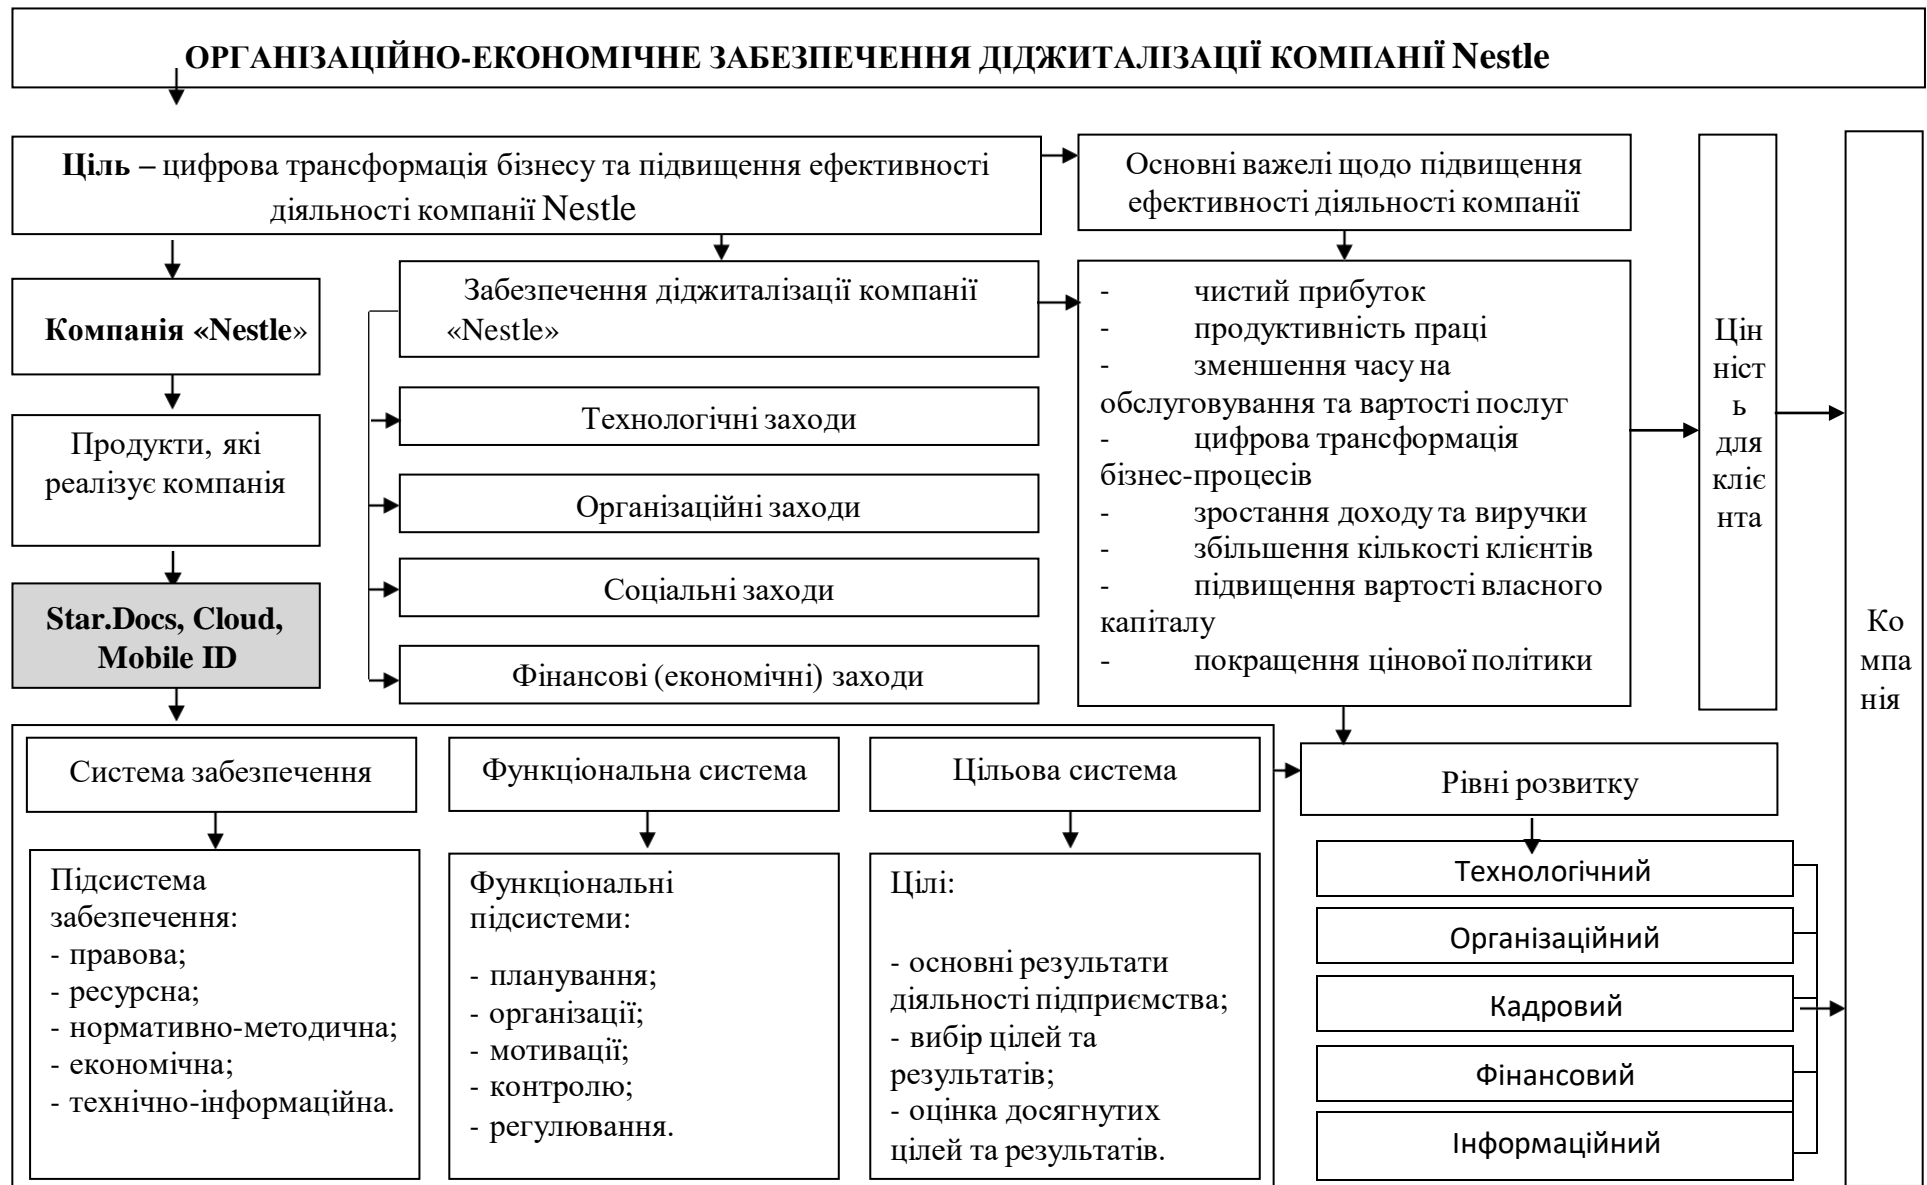 ОРГАНІЗАЦІЙНО-ЕКОНОМІЧНЕ ЗАБЕЗПЕЧЕННЯ ДІДЖИТАЛІЗАЦІЇ КОМПАНІЇ Nestle
Ціль – цифрова трансформація бізнесу та підвищення ефективності
діяльності компанії Nestle
Основні важелі щодо підвищення
ефективності діяльності компанії
Компанія «Nestle»
Продукти, які
реалізує компанія
Star.Docs, Cloud,
Mobile ID
Забезпечення діджиталізації компанії
«Nestle»
Технологічні заходи
Організаційні заходи
Соціальні заходи
Фінансові (економічні) заходи
- чистий прибуток
- продуктивність праці
- зменшення часу на
обслуговування та вартості послуг
- цифрова трансформація
бізнес-процесів
- зростання доходу та виручки
- збільшення кількості клієнтів
- підвищення вартості власного
капіталу
- покращення цінової політики
Цін
ніст
ь
для
кліє
нта
Ко
мпа
нія
Система забезпечення
Підсистема
забезпечення:
- правова;
- ресурсна;
- нормативно-методична;
- економічна;
- технічно-інформаційна.
Функціональна система
Функціональні
підсистеми:
- планування;
- організації;
- мотивації;
- контролю;
- регулювання.
Цільова система
Цілі:
- основні результати
діяльності підприємства;
- вибір цілей та
результатів;
- оцінка досягнутих
цілей та результатів.
Рівні розвитку
Технологічний
Організаційний
Кадровий
Фінансовий
Інформаційний